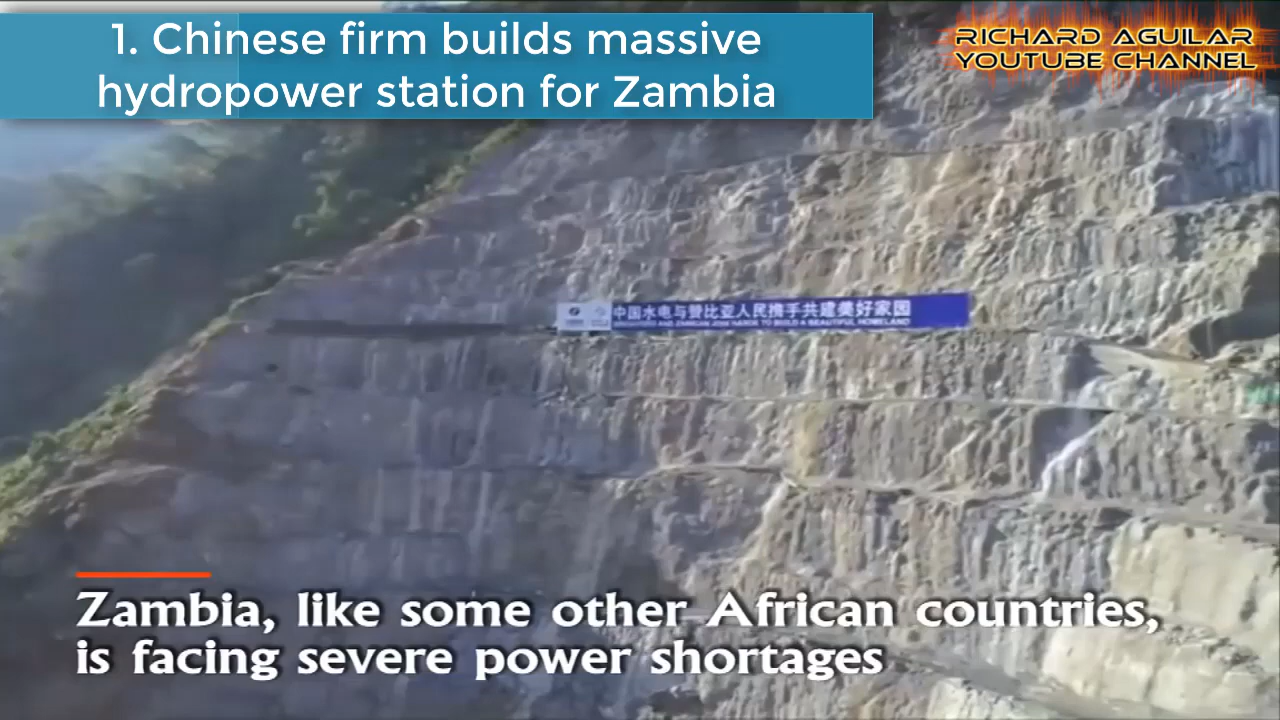 1. Chinese firm builds massive
hydropower station for Zambia
RICHARD AGUILAR
YOUTUBE CHANNEL
中国水电与赞比亚人民携手共建美好家园
AND ZAMBIAN JOIN HANDS TO BUILD A BEAUTIFUL HOMELAND
Zambia, like some other African countries,
is facing severe power shortages